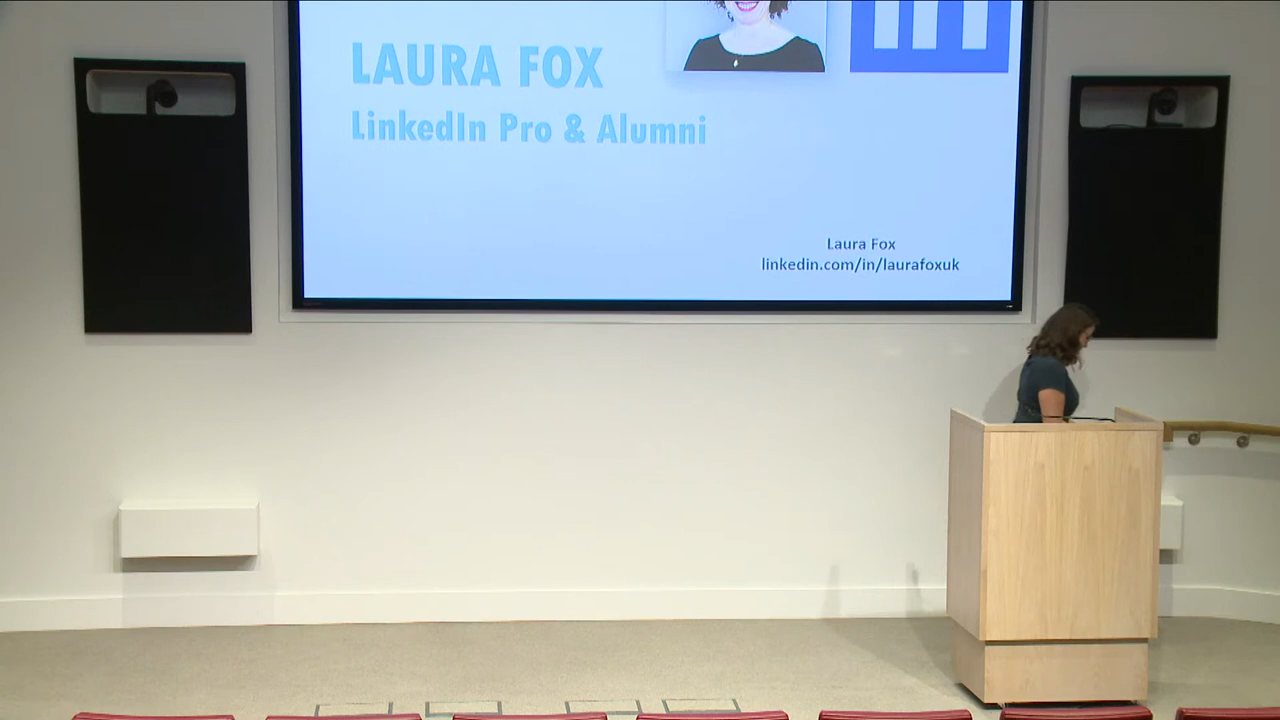 LAURA FOX
LinkedIn Pro & Alumni
Laura Fox
linkedin.com/in/laurafoxuk